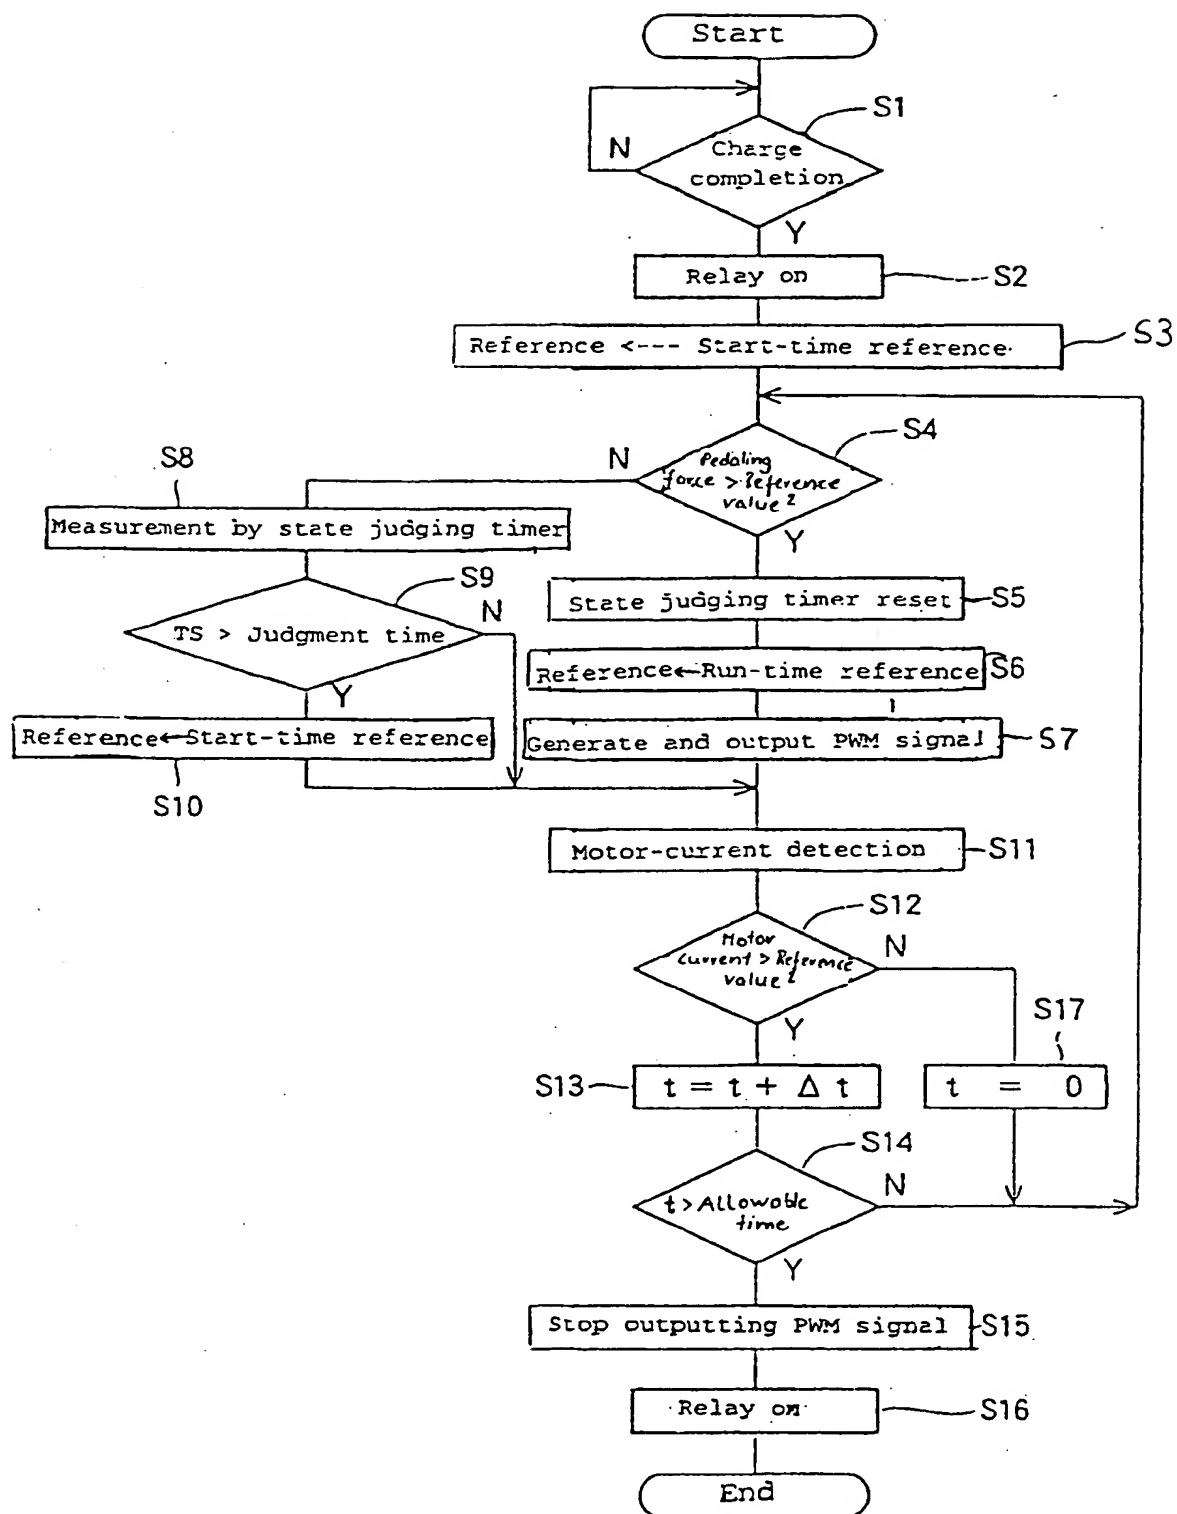 Start
S1
N
Charge
completion
Y
Relay on
S2
Reference <--- Start-time reference
S3
S4
N
Pedaling
force > Reference
value?
Y
S8
Measurement by state judging timer
S9
TS > Judgment time
N
Y
State judging timer reset
S5
Reference←Run-time reference
S6
Reference←Start-time reference
S10
Generate and output PWM signal
S7
Motor-current detection
S11
S12
Motor
current > Reference
value?
N
Y
S17
S13
t = t + Δ t
t = 0
S14
t > Allowable
time
N
Y
Stop outputting PWM signal
S15
Relay on
S16
End